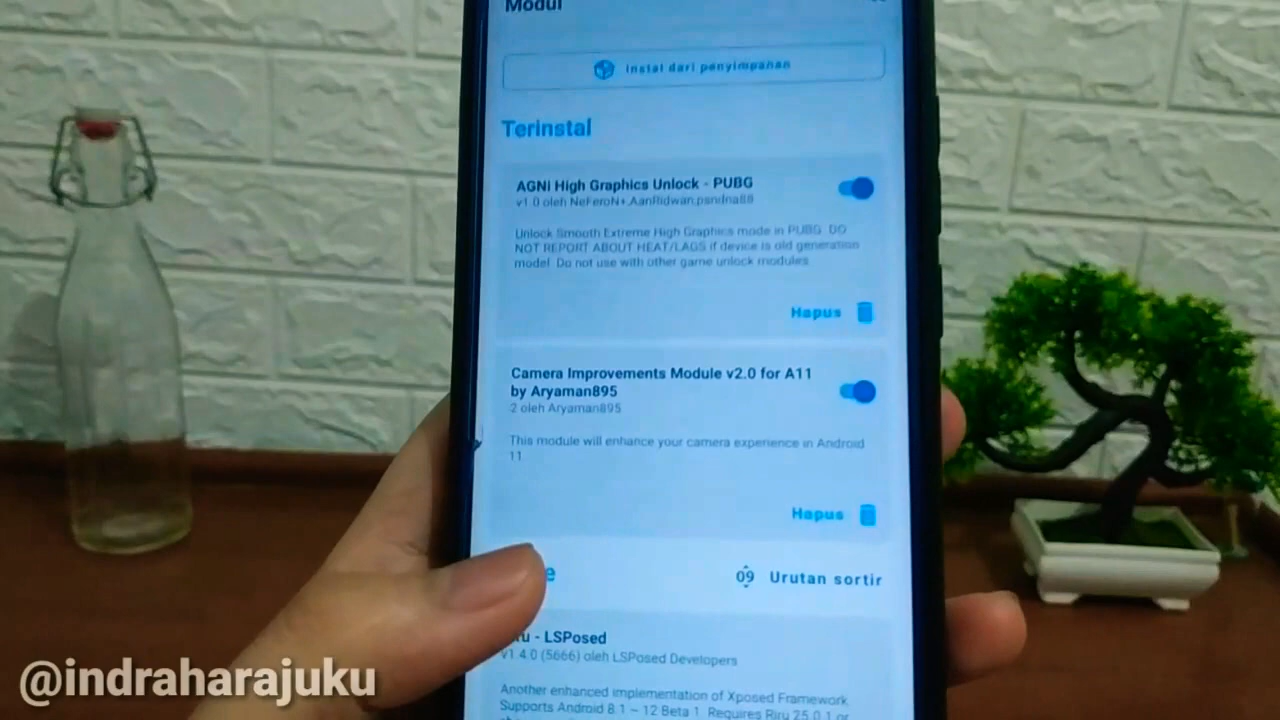 Modul
Instal dari penyimpanan
Terinstal
AGNi High Graphics Unlock - PUBG
v1.0 oleh NeFeroN+,AanRidwan,psndna88
Unlock Smooth Extreme High Graphics mode in PUBG. DO
NOT REPORT ABOUT HEAT/LAGS if device is old generation
model. Do not use with other game unlock modules
Hapus
Camera Improvements Module v2.0 for A11
by Aryaman895
2 oleh Aryaman895
This module will enhance your camera experience in Android
11
Hapus
Urutan sortir
- LSPosed
v1.4.0 (5666) oleh LSPosed Developers
Another enhanced implementation of Xposed Framework.
Supports Android 8.1 ~ 12 Beta 1. Requires Riru 25.0.1 or
@indraharajuku